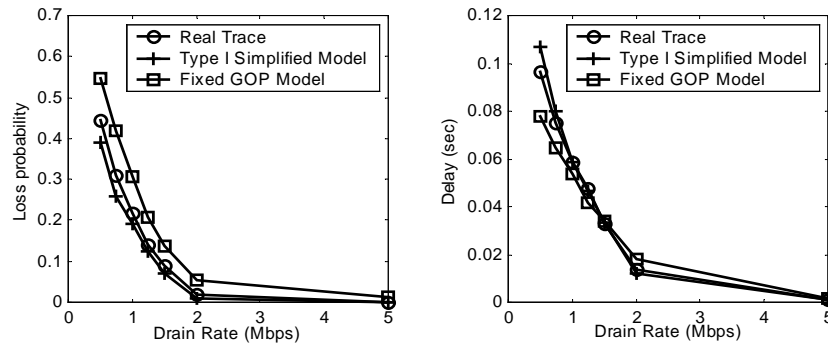 0.7
0.6
0.5
0.4
0.3
0.2
0.1
0
Loss probability
Real Trace
Type I Simplified Model
Fixed GOP Model
0 1 2 3 4 5
Drain Rate (Mbps)
0.12
0.1
0.08
0.06
0.04
0.02
0
Delay (sec)
Real Trace
Type I Simplified Model
Fixed GOP Model
0 1 2 3 4 5
Drain Rate (Mbps)